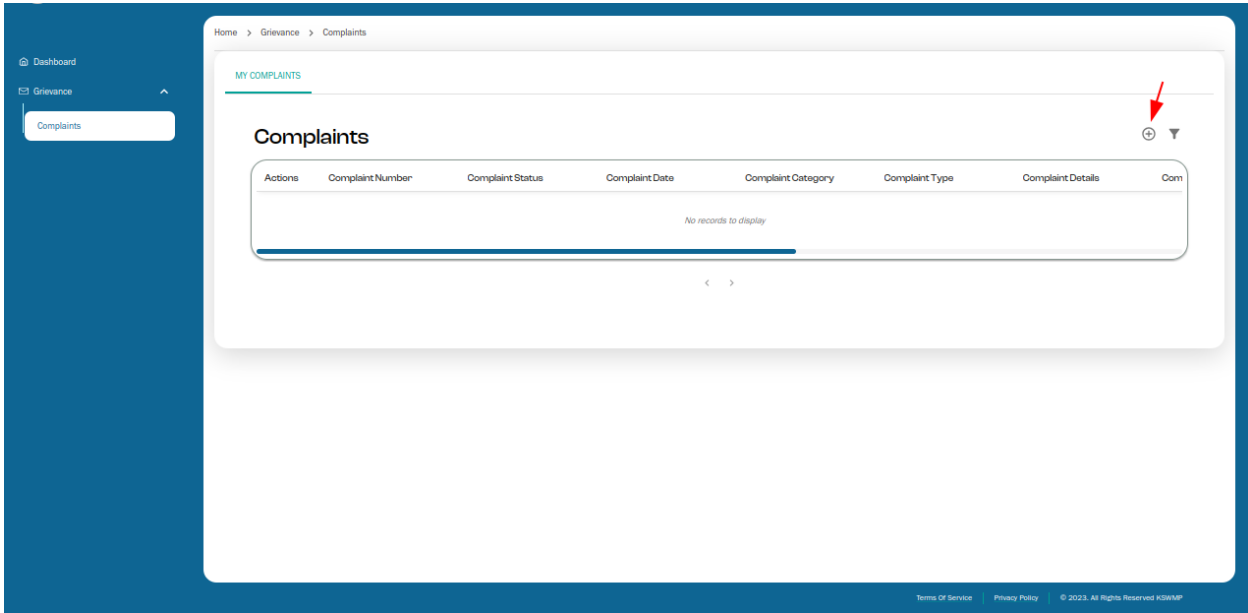 Home > Grievance > Complaints
Dashboard
Grievance
Complaints
MY COMPLAINTS
Complaints
Actions Complaint Number Complaint Status Complaint Date Complaint Category Complaint Type Complaint Details Com
No records to display
Terms Of Service | Privacy Policy | © 2023. All Rights Reserved KSWMP